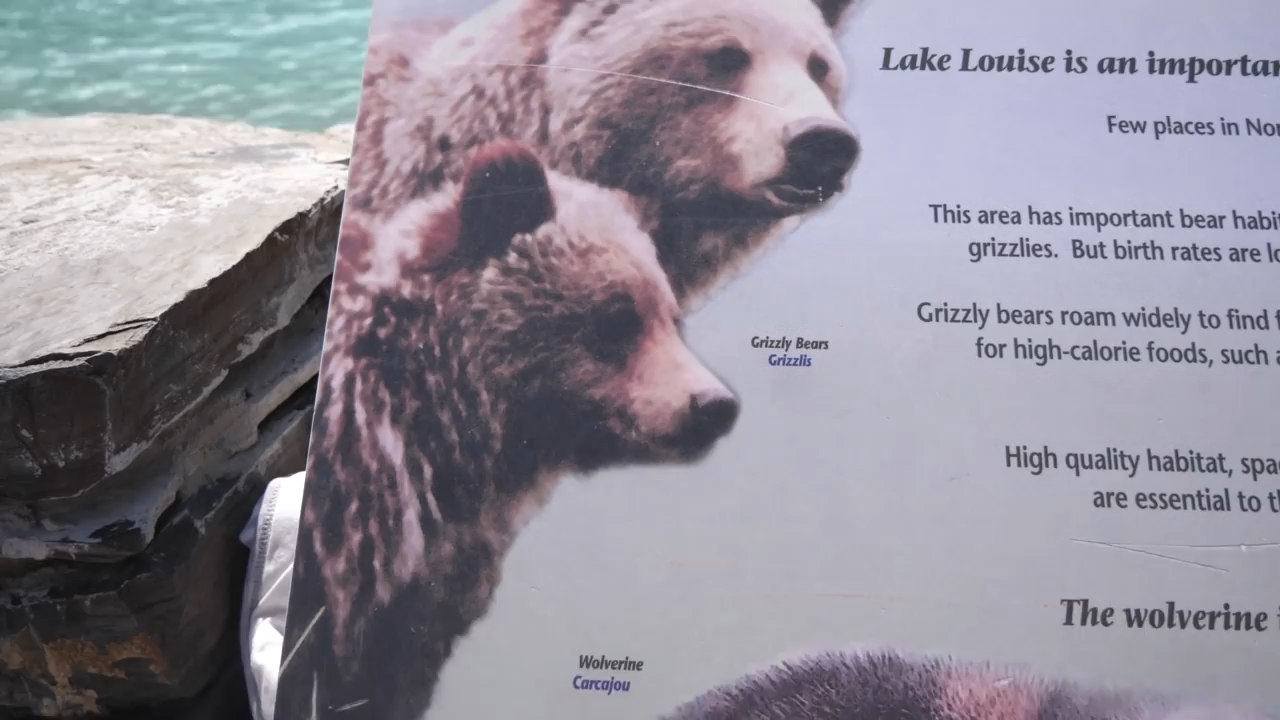 Lake Louise is an importan
Few places in Nor
This area has important bear habit
grizzlies. But birth rates are lo
Grizzly bears roam widely to find f
for high-calorie foods, such a
Grizzly Bears
Grizzlis
High quality habitat, spac
are essential to th
The wolverine i
Wolverine
Carcajou